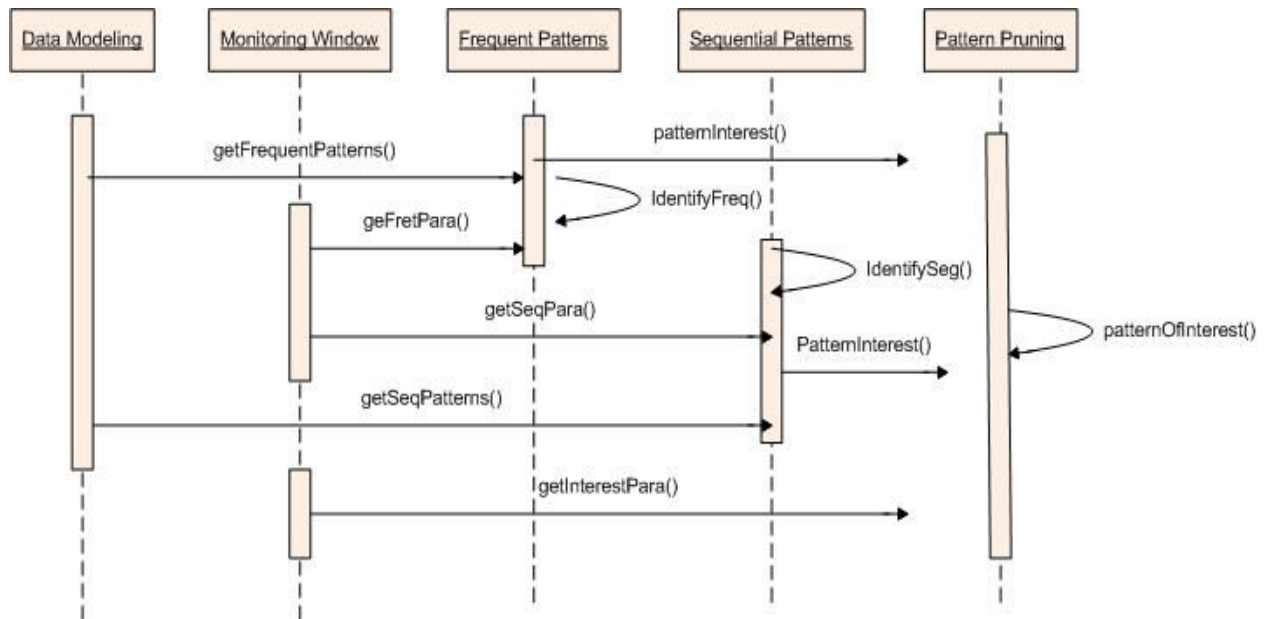 Data Modeling
Monitoring Window
Frequent Patterns
Sequential Patterns
Pattern Pruning
patternInterest()
getFrequentPatterns()
IdentifyFreq()
geFretPara()
IdentifySeg()
getSeqPara()
patternOfInterest()
PatternInterest()
getSeqPatterns()
getInterestPara()